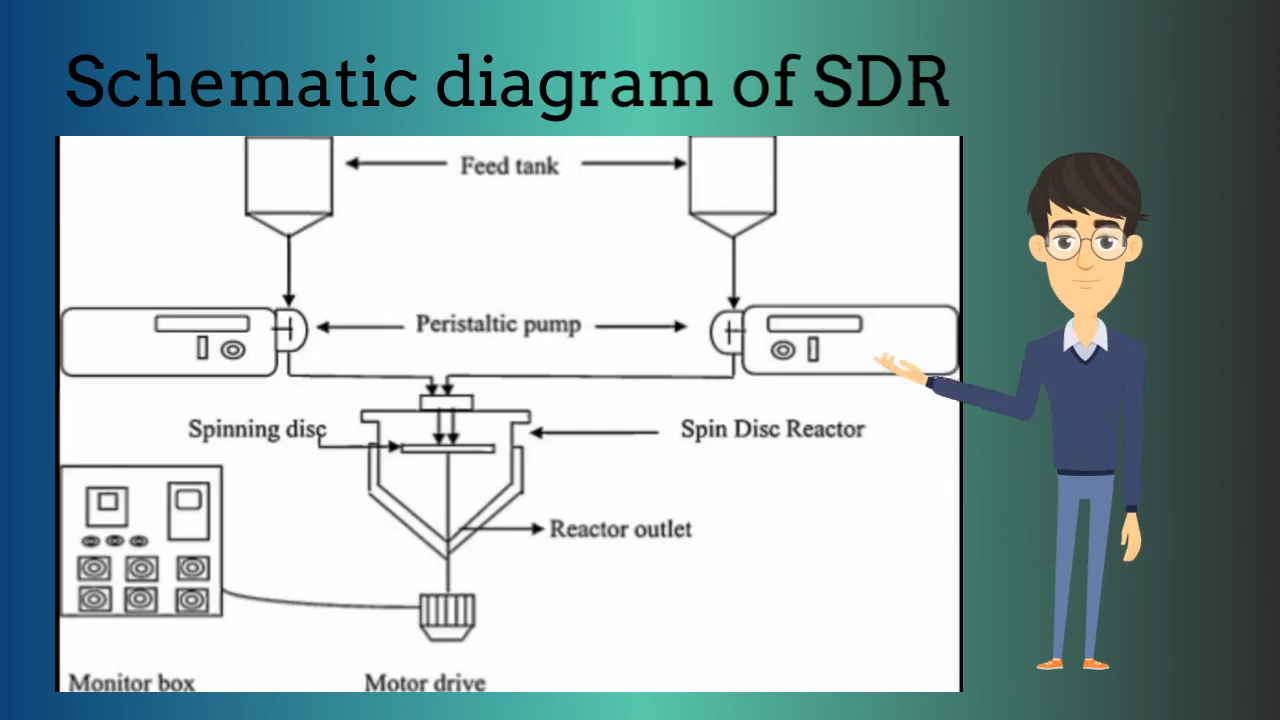 Schematic diagram of SDR
Feed tank
Peristaltic pump
Spinning disc
Spin Disc Reactor
Reactor outlet
Monitor box
Motor drive